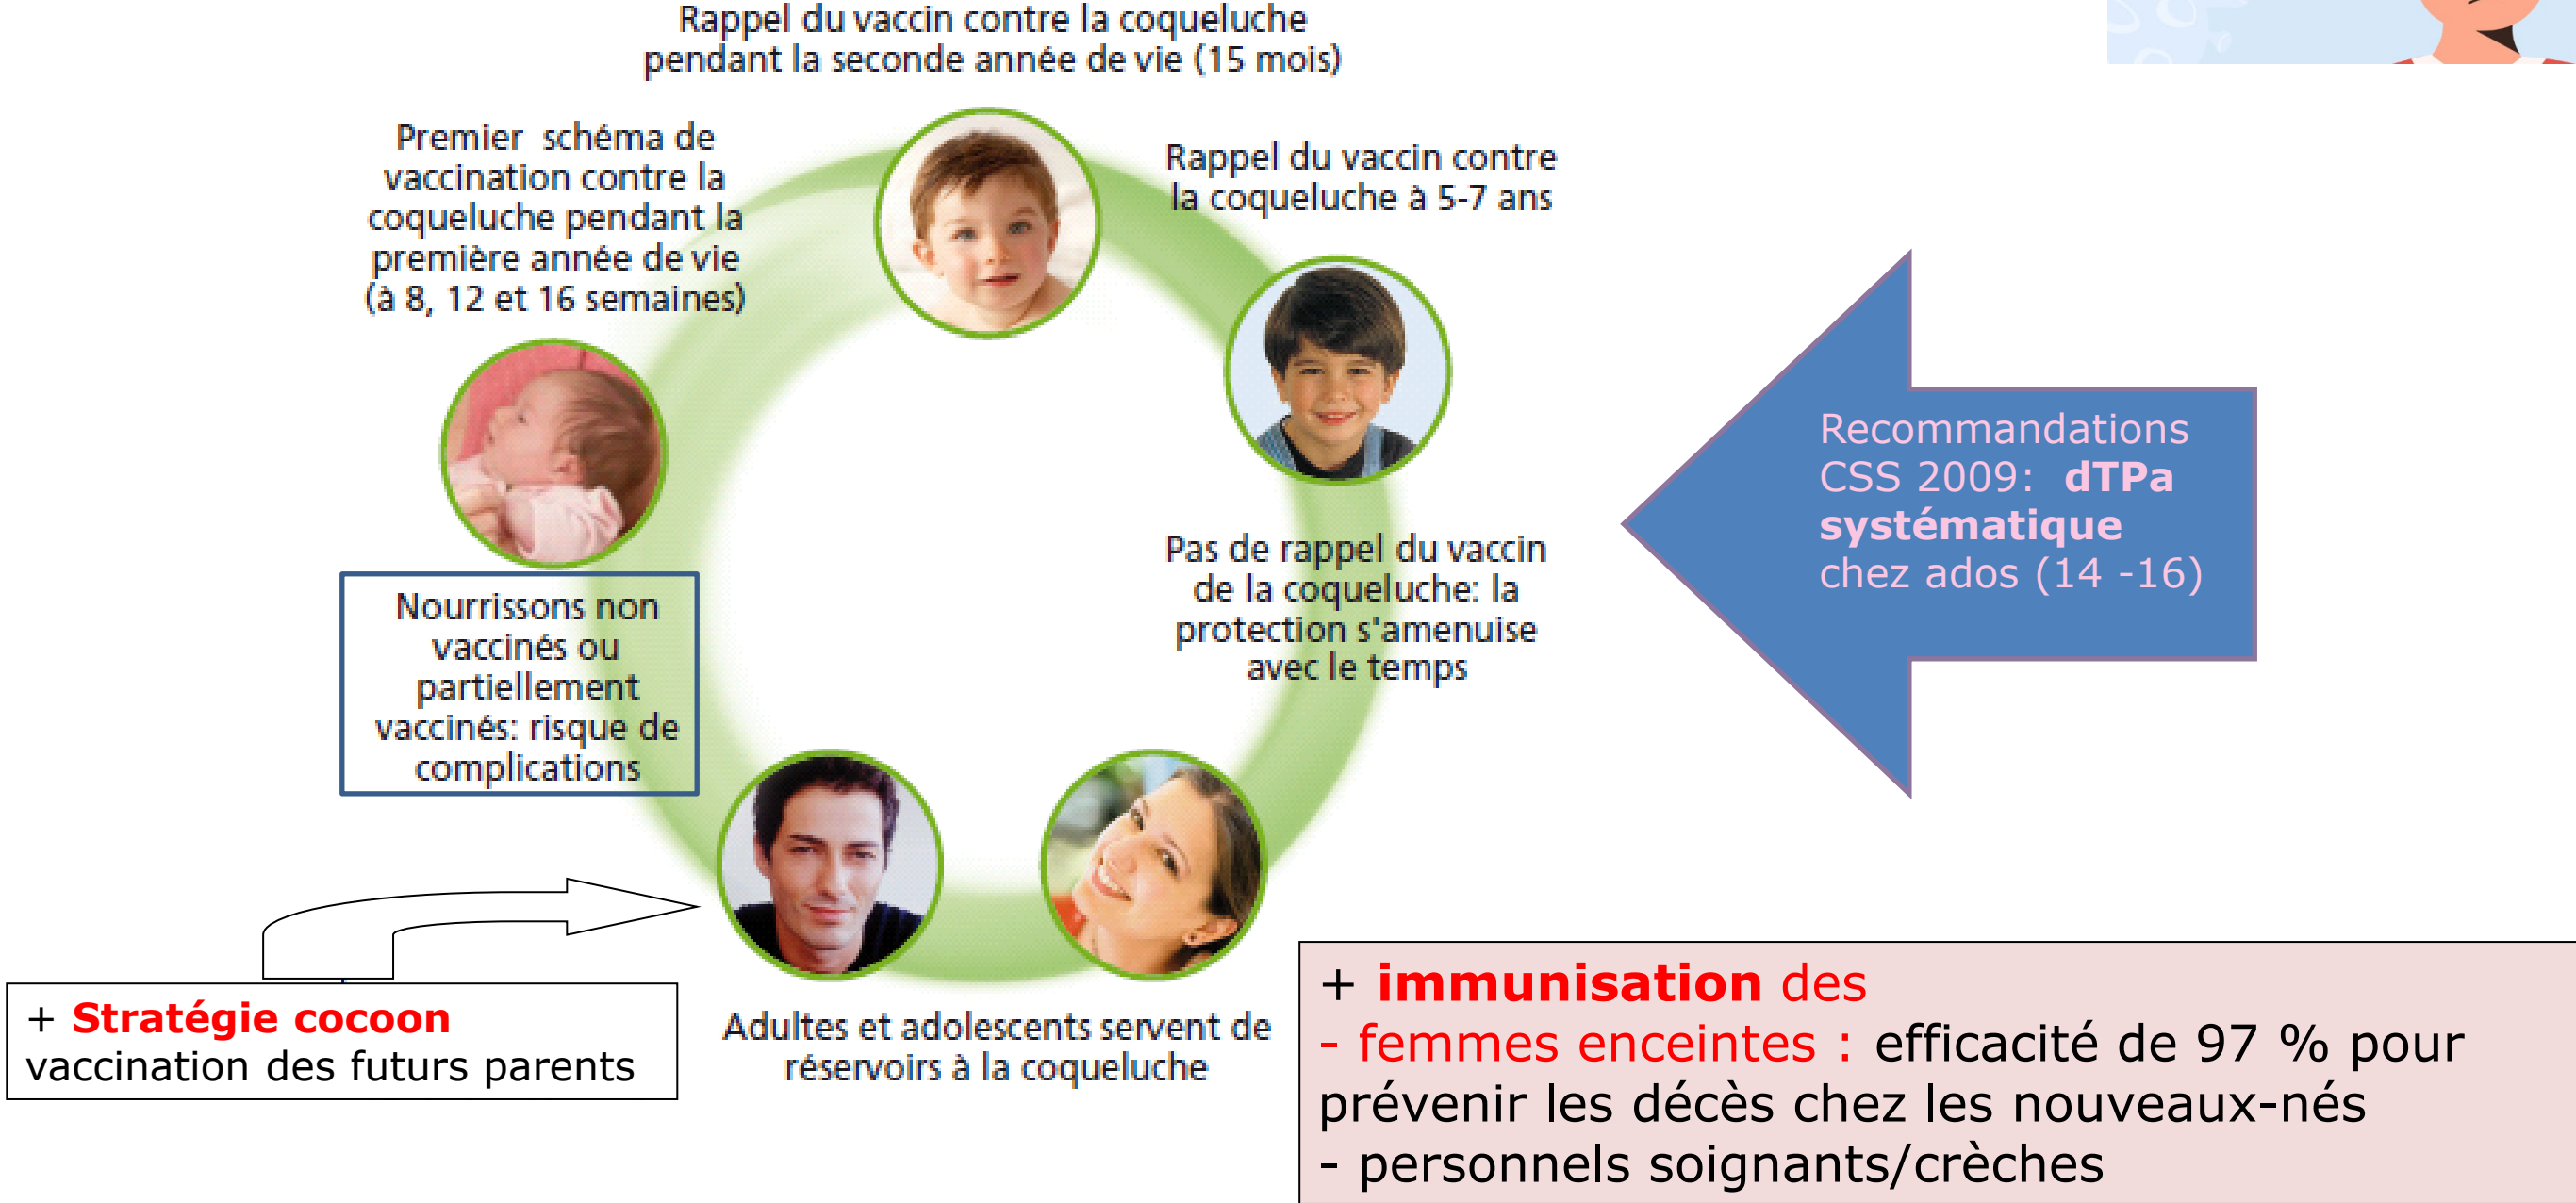 Rappel du vaccin contre la coqueluche
pendant la seconde année de vie (15 mois)
Premier schéma de
vaccination contre la
coqueluche pendant la
première année de vie
(à 8, 12 et 16 semaines)
Rappel du vaccin contre
la coqueluche à 5-7 ans
Recommandations
CSS 2009: dTPa
systématique
chez ados (14 -16)
Pas de rappel du vaccin
de la coqueluche: la
protection s'amenuise
avec le temps
Nourrissons non
vaccinés ou
partiellement
vaccinés: risque de
complications
+ Stratégie cocoon
vaccination des futurs parents
Adultes et adolescents servent de
réservoirs à la coqueluche
+ immunisation des
- femmes enceintes : efficacité de 97 % pour
prévenir les décès chez les nouveaux-nés
- personnels soignants/crèches